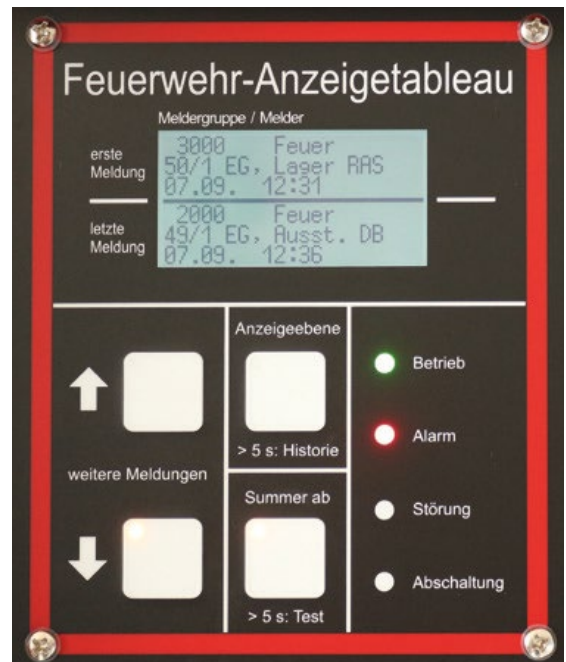 Feuerwehr-Anzeigetableau
Meldergruppe / Melder
erste
Meldung
3000 Feuer
50/1 EG, Lager RAS
07.09. 12:31
letzte
Meldung
2000 Feuer
49/1 EG, Ausst. DB
07.09. 12:36
Anzeigeebene
> 5 s: Historie
weitere Meldungen
Summer ab
> 5 s: Test
Betrieb
Alarm
Störung
Abschaltung